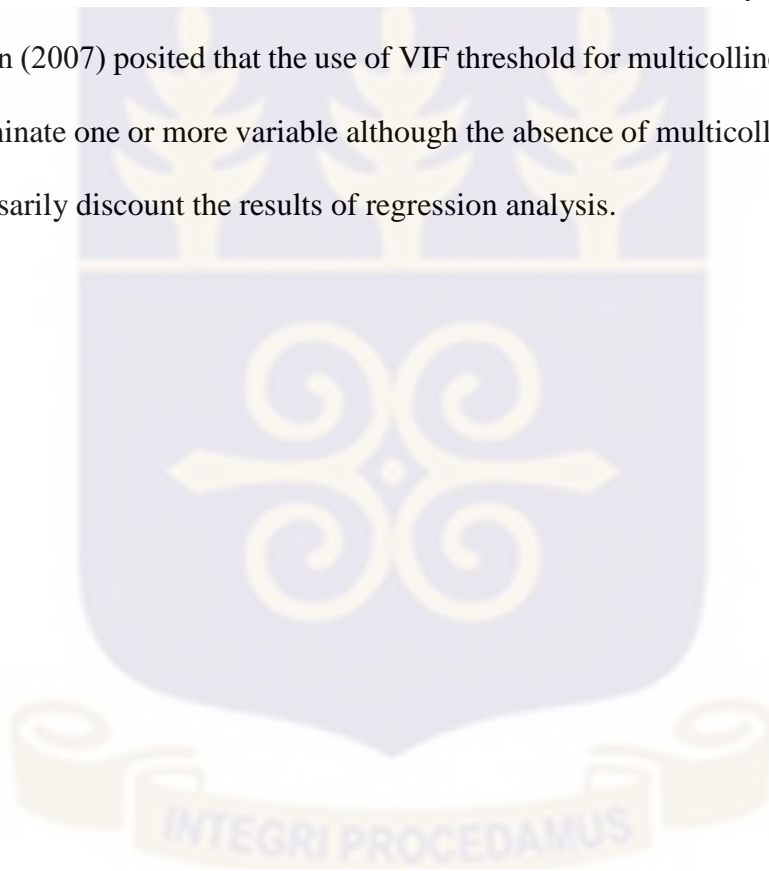 n (2007) posited that the use of VIF threshold for multicolline
inate one or more variable although the absence of multicoll
sarily discount the results of regression analysis.
INTEGRI PROCEDAMUS